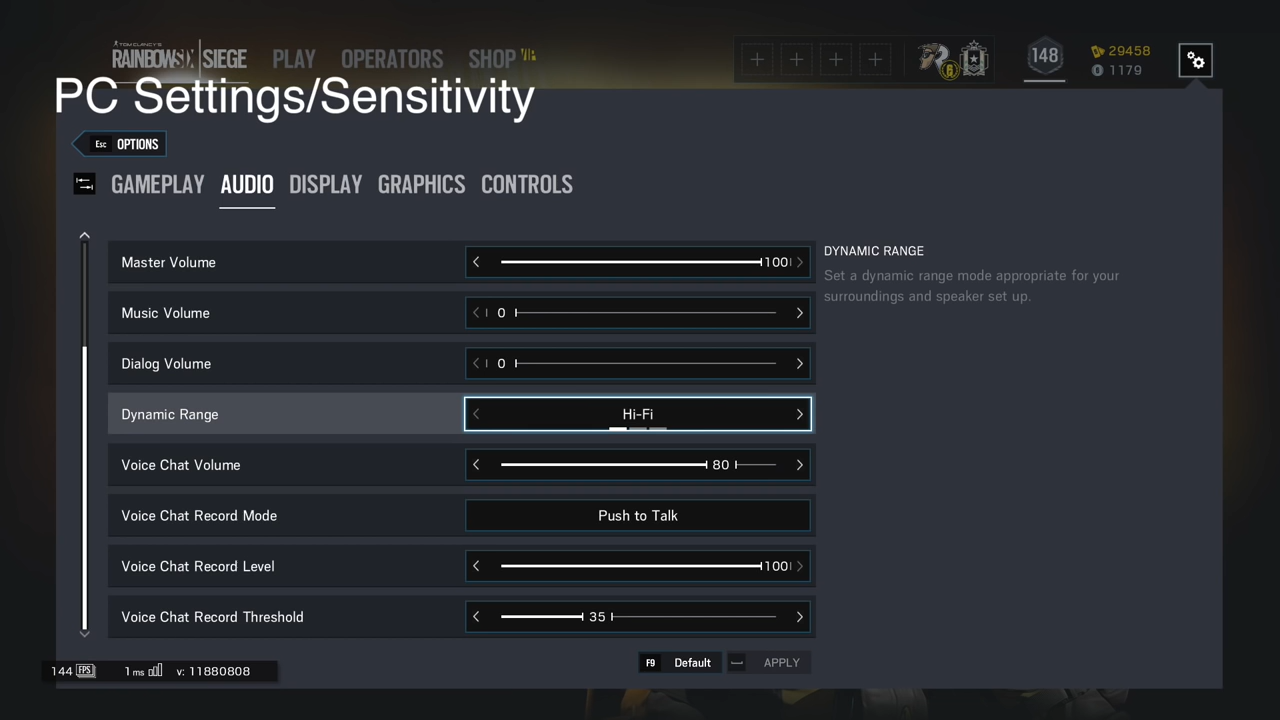 TOM CLANCY'S
RAINBOWSIX | SIEGE PLAY OPERATORS SHOP
148
29458
1179
PC Settings/Sensitivity
Esc OPTIONS
GAMEPLAY AUDIO DISPLAY GRAPHICS CONTROLS
Master Volume 100
Music Volume 0
Dialog Volume 0
Dynamic Range Hi-Fi
Voice Chat Volume 80
Voice Chat Record Mode Push to Talk
Voice Chat Record Level 100
Voice Chat Record Threshold 35
DYNAMIC RANGE
Set a dynamic range mode appropriate for your
surroundings and speaker set up.
F9 Default APPLY
144 FPS 1 ms v: 11880808